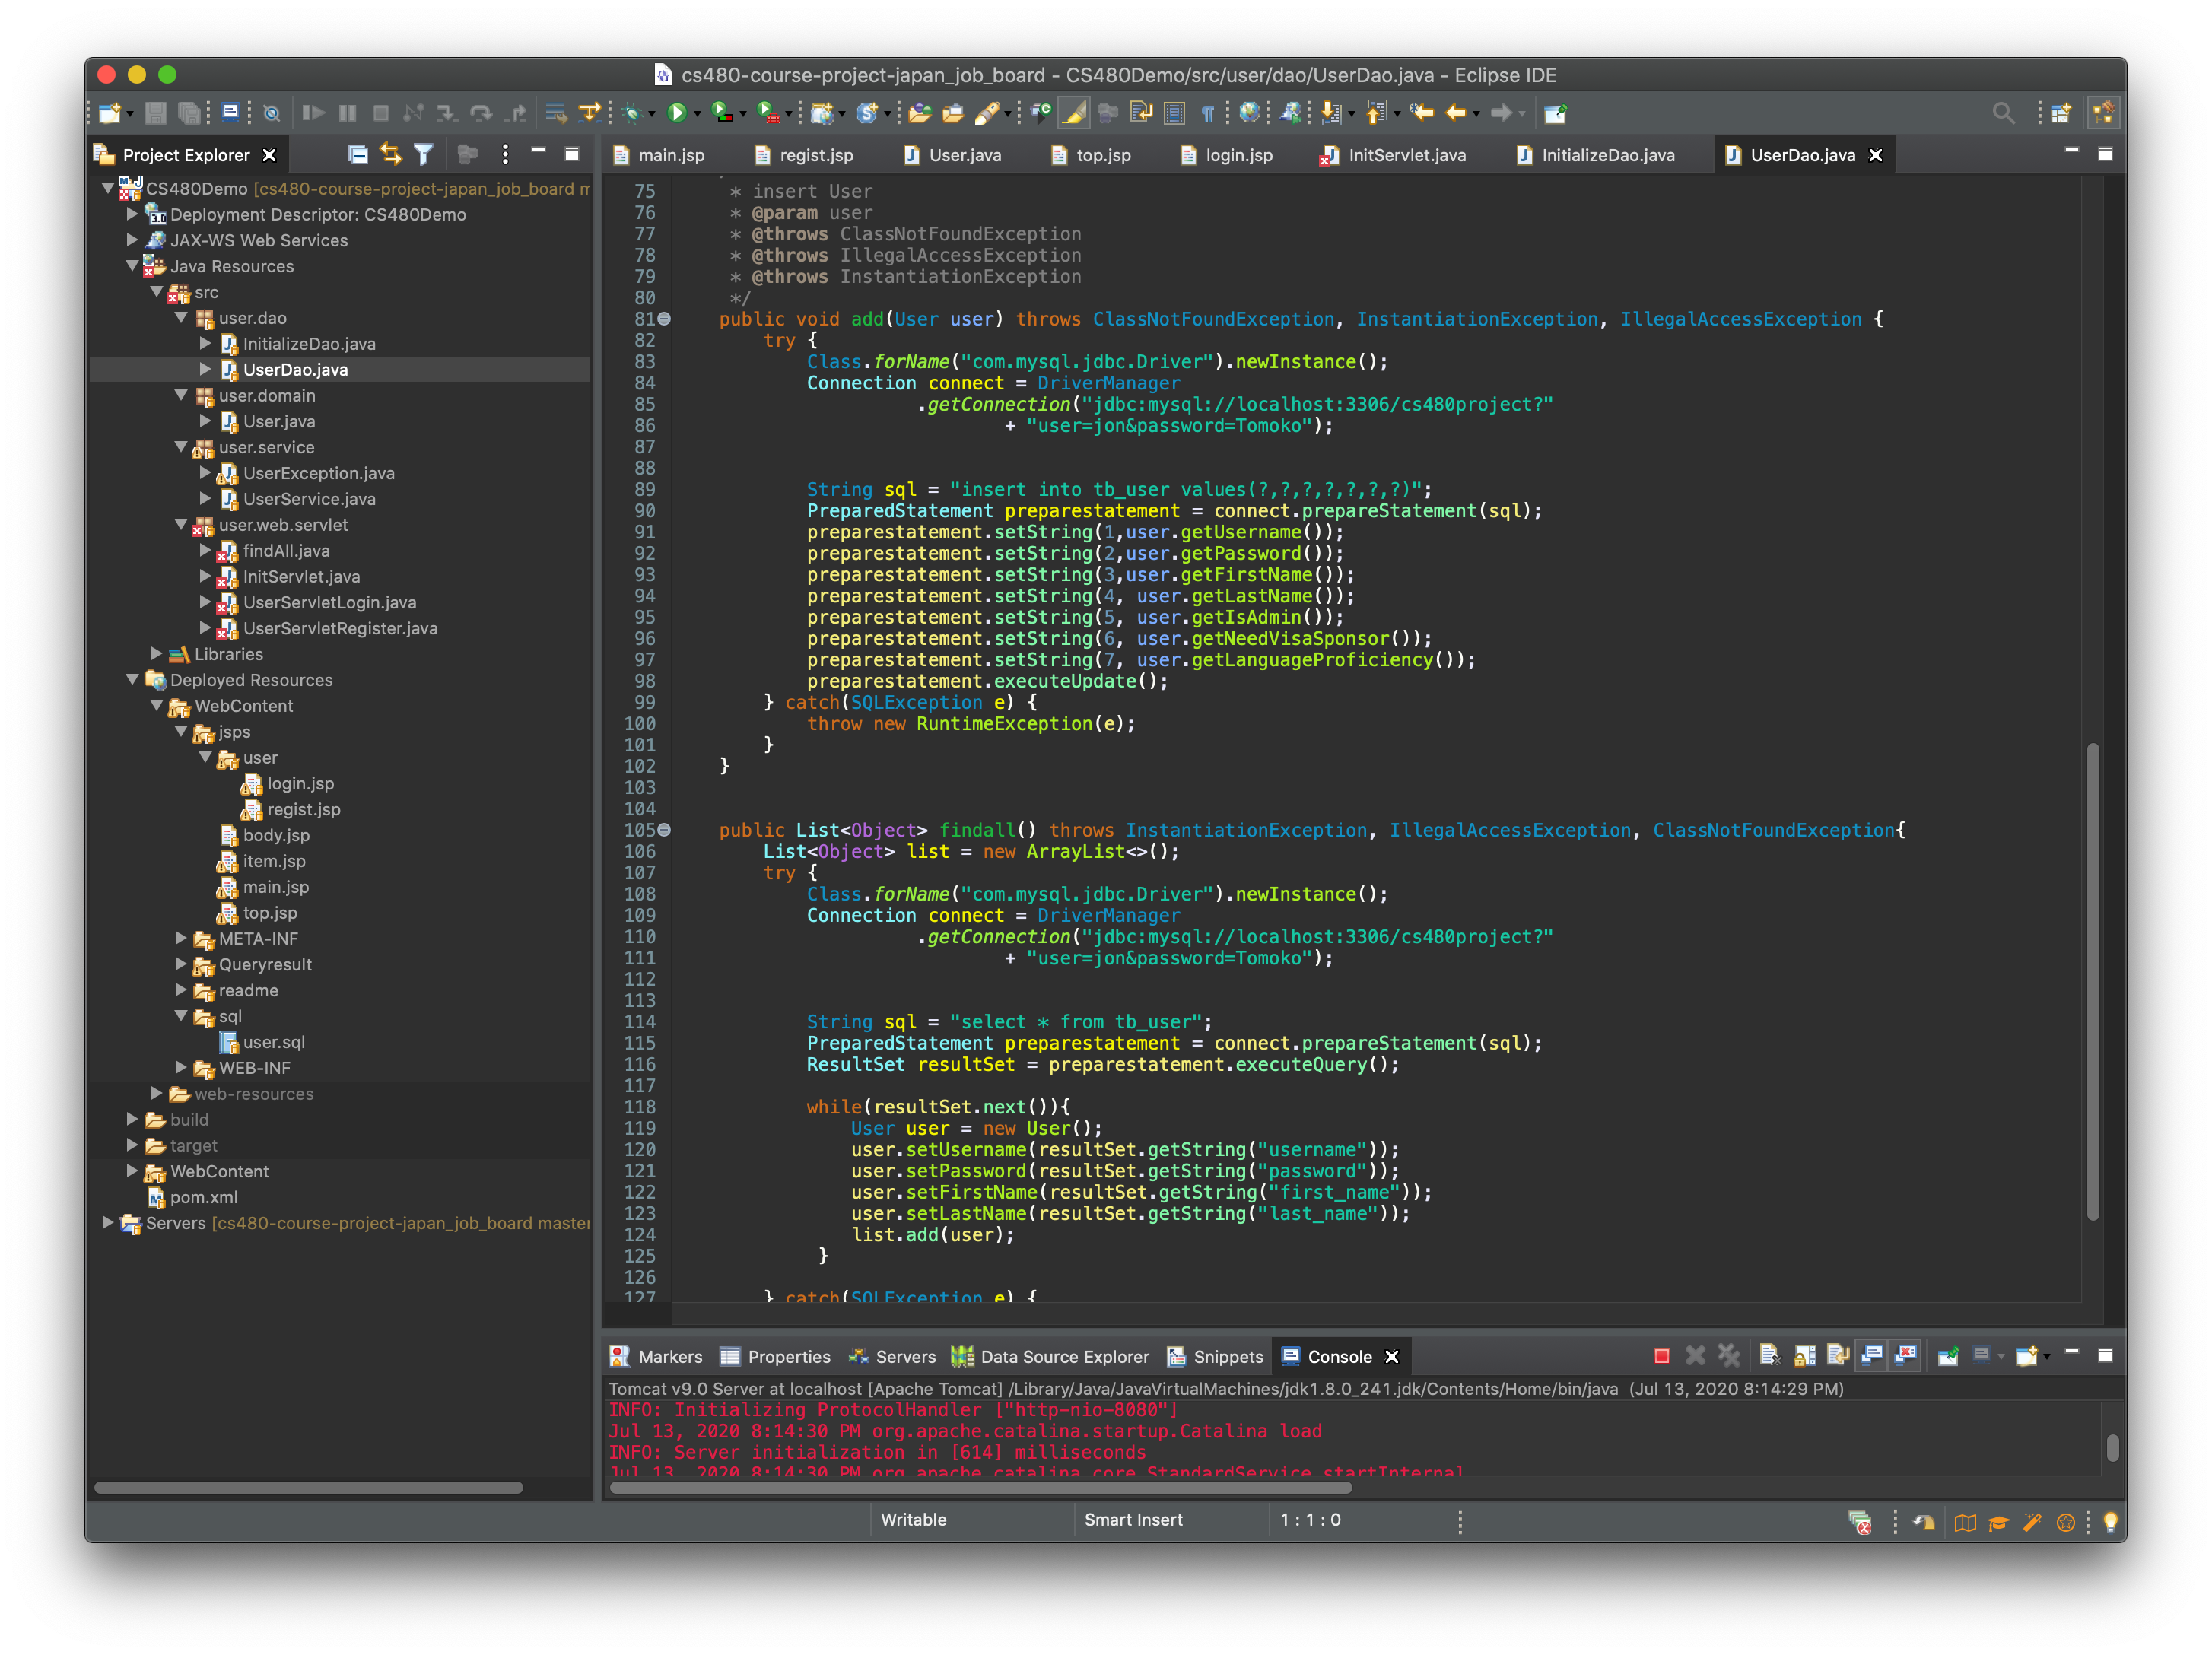 cs480-course-project-japan_job_board - CS480Demo/src/user/dao/UserDao.java - Eclipse IDE
Project Explorer
CS480Demo [cs480-course-project-japan_job_board m
Deployment Descriptor: CS480Demo
JAX-WS Web Services
Java Resources
src
user.dao
InitializeDao.java
UserDao.java
user.domain
User.java
user.service
UserException.java
UserService.java
user.web.servlet
findAll.java
InitServlet.java
UserServletLogin.java
UserServletRegister.java
Libraries
Deployed Resources
WebContent
jsps
user
login.jsp
regist.jsp
body.jsp
item.jsp
main.jsp
top.jsp
META-INF
Queryresult
readme
sql
user.sql
WEB-INF
web-resources
build
target
WebContent
pom.xml
Servers [cs480-course-project-japan_job_board master
main.jsp regist.jsp User.java top.jsp login.jsp InitServlet.java InitializeDao.java UserDao.java
75 * insert User
76 * @param user
77 * @throws ClassNotFoundException
78 * @throws IllegalAccessException
79 * @throws InstantiationException
80 */
81 public void add(User user) throws ClassNotFoundException, InstantiationException, IllegalAccessException {
82 try {
83 Class.forName("com.mysql.jdbc.Driver").newInstance();
84 Connection connect = DriverManager
85 .getConnection("jdbc:mysql://localhost:3306/cs480project?"
86 + "user=jon&password=Tomoko");
87
88
89 String sql = "insert into tb_user values(?,?,?,?,?,?,?)";
90 PreparedStatement preparestatement = connect.prepareStatement(sql);
91 preparestatement.setString(1,user.getUsername());
92 preparestatement.setString(2,user.getPassword());
93 preparestatement.setString(3,user.getFirstName());
94 preparestatement.setString(4, user.getLastName());
95 preparestatement.setString(5, user.getIsAdmin());
96 preparestatement.setString(6, user.getNeedVisaSponsor());
97 preparestatement.setString(7, user.getLanguageProficiency());
98 preparestatement.executeUpdate();
99 } catch(SQLException e) {
100 throw new RuntimeException(e);
101 }
102 }
103
104
105 public List<Object> findall() throws InstantiationException, IllegalAccessException, ClassNotFoundException{
106 List<Object> list = new ArrayList<>();
107 try {
108 Class.forName("com.mysql.jdbc.Driver").newInstance();
109 Connection connect = DriverManager
110 .getConnection("jdbc:mysql://localhost:3306/cs480project?"
111 + "user=jon&password=Tomoko");
112
113
114 String sql = "select * from tb_user";
115 PreparedStatement preparestatement = connect.prepareStatement(sql);
116 ResultSet resultSet = preparestatement.executeQuery();
117
118 while(resultSet.next()){
119 User user = new User();
120 user.setUsername(resultSet.getString("username"));
121 user.setPassword(resultSet.getString("password"));
122 user.setFirstName(resultSet.getString("first_name"));
123 user.setLastName(resultSet.getString("last_name"));
124 list.add(user);
125 }
126
127 } catch(SQLException e) {
Markers Properties Servers Data Source Explorer Snippets Console
Tomcat v9.0 Server at localhost [Apache Tomcat] /Library/Java/JavaVirtualMachines/jdk1.8.0_241.jdk/Contents/Home/bin/java (Jul 13, 2020 8:14:29 PM)
INFO: Initializing ProtocolHandler ["http-nio-8080"]
Jul 13, 2020 8:14:30 PM org.apache.catalina.startup.Catalina load
INFO: Server initialization in [614] milliseconds
Jul 13, 2020 8:14:30 PM org.apache.catalina.core.StandardService startInternal
Writable Smart Insert 1 : 1 : 0